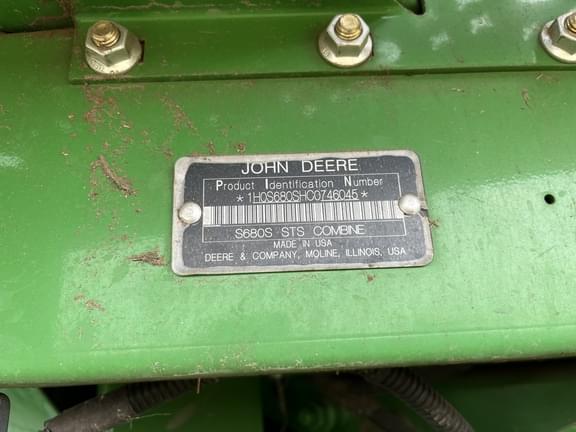 JOHN DEERE
Product Identification Number
*1H0S680SHC0746045*
S680S STS COMBINE
MADE IN USA
DEERE & COMPANY, MOLINE, ILLINOIS, USA